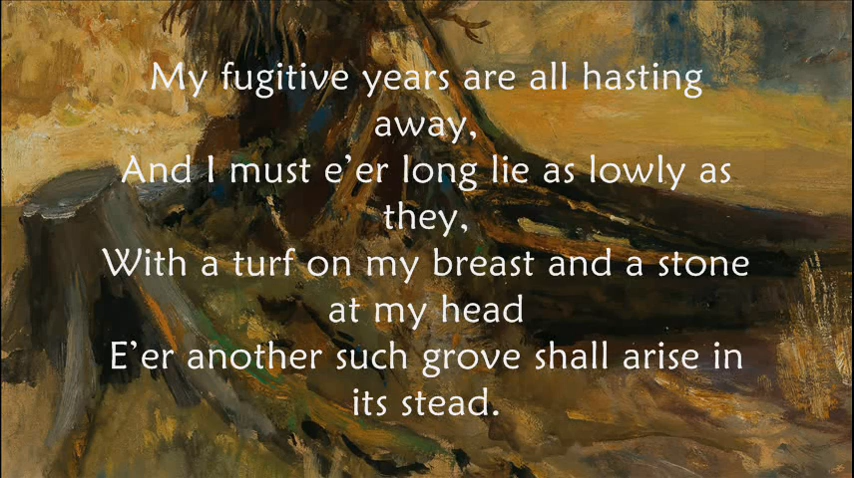 My fugitive years are all hasting
away,
And I must e’er long lie as lowly as
they,
With a turf on my breast and a stone
at my head
E’er another such grove shall arise in
its stead.